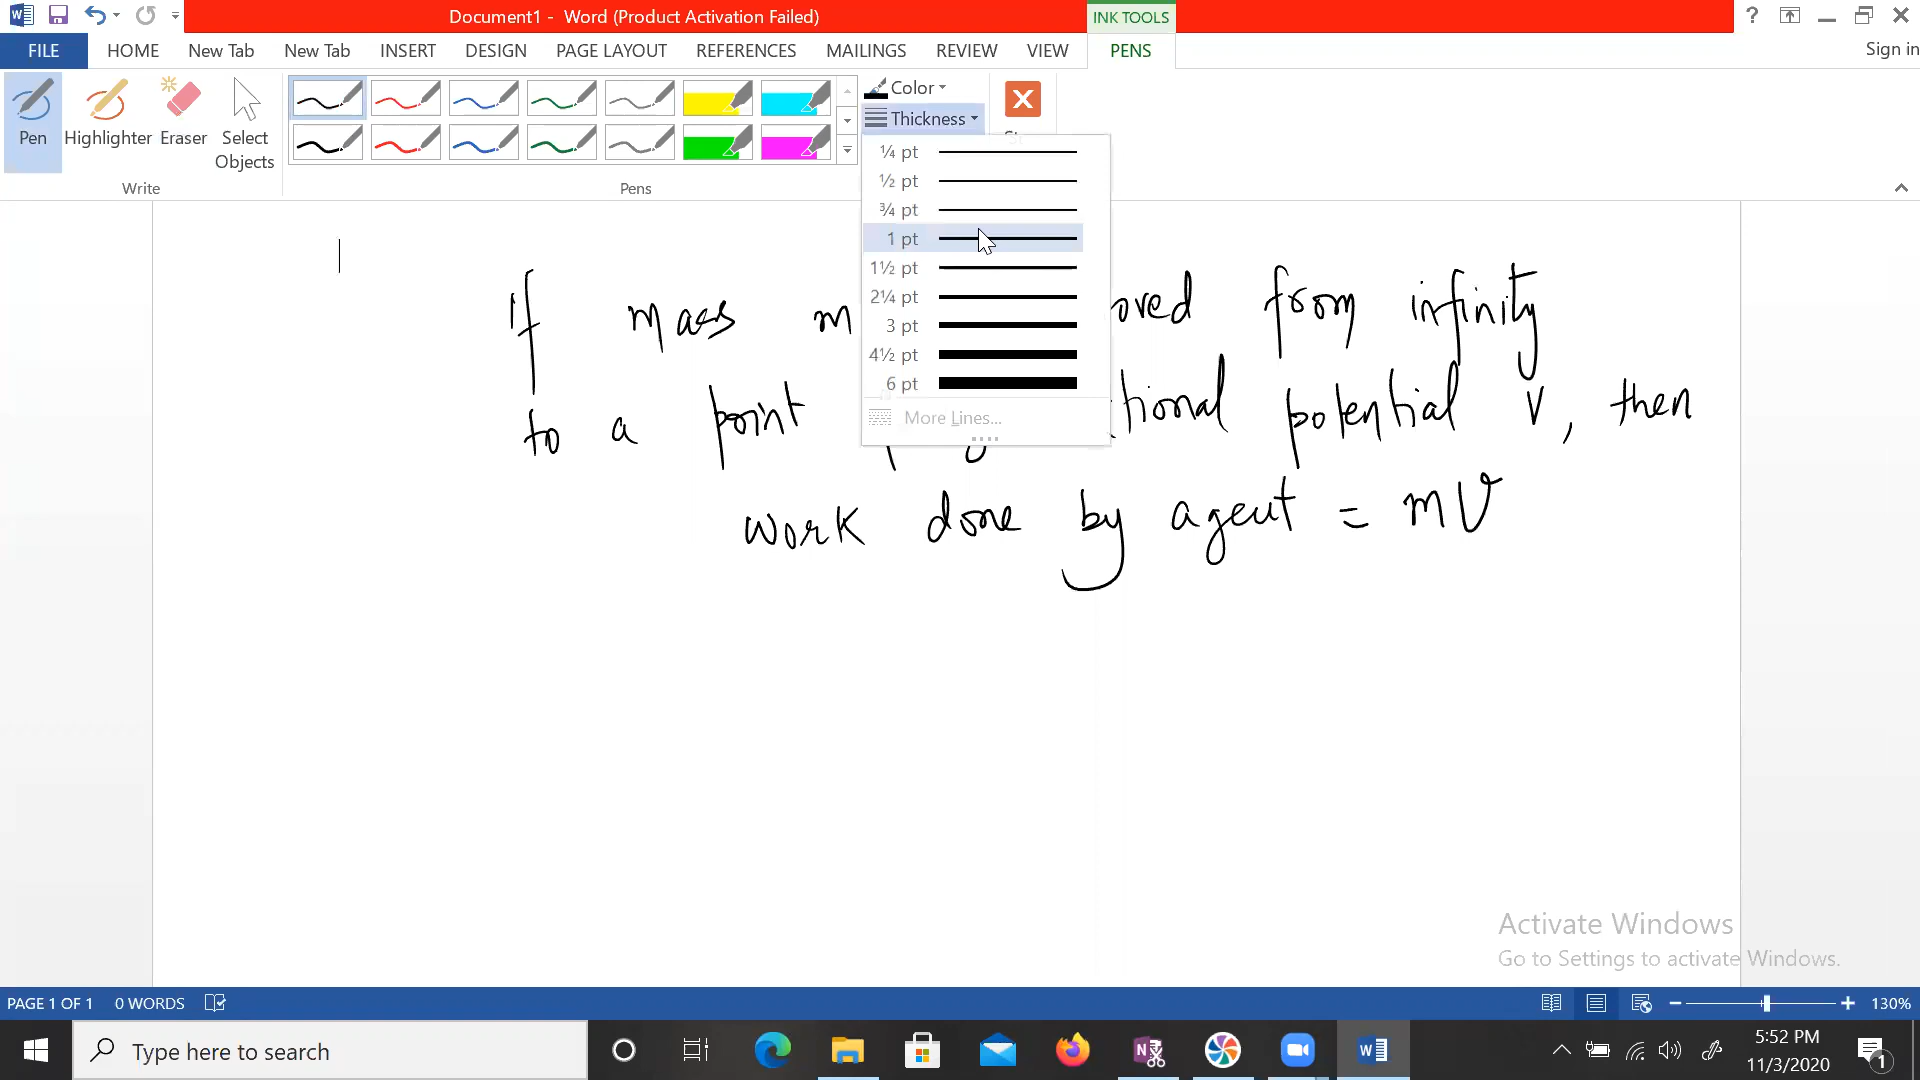 Document1 - Word (Product Activation Failed)
INK TOOLS
FILE HOME New Tab New Tab INSERT DESIGN PAGE LAYOUT REFERENCES MAILINGS REVIEW VIEW PENS Sign in
Pen Highlighter Eraser Select Objects
Color
Thickness
Write
Pens
¼ pt
½ pt
¾ pt
1 pt
1½ pt
2¼ pt
3 pt
4½ pt
6 pt
More Lines...
If mass m from infinity
to a point potential V, then
work done by agent = mV
Activate Windows
Go to Settings to activate Windows.
PAGE 1 OF 1 0 WORDS
130%
Type here to search
5:52 PM
11/3/2020
1